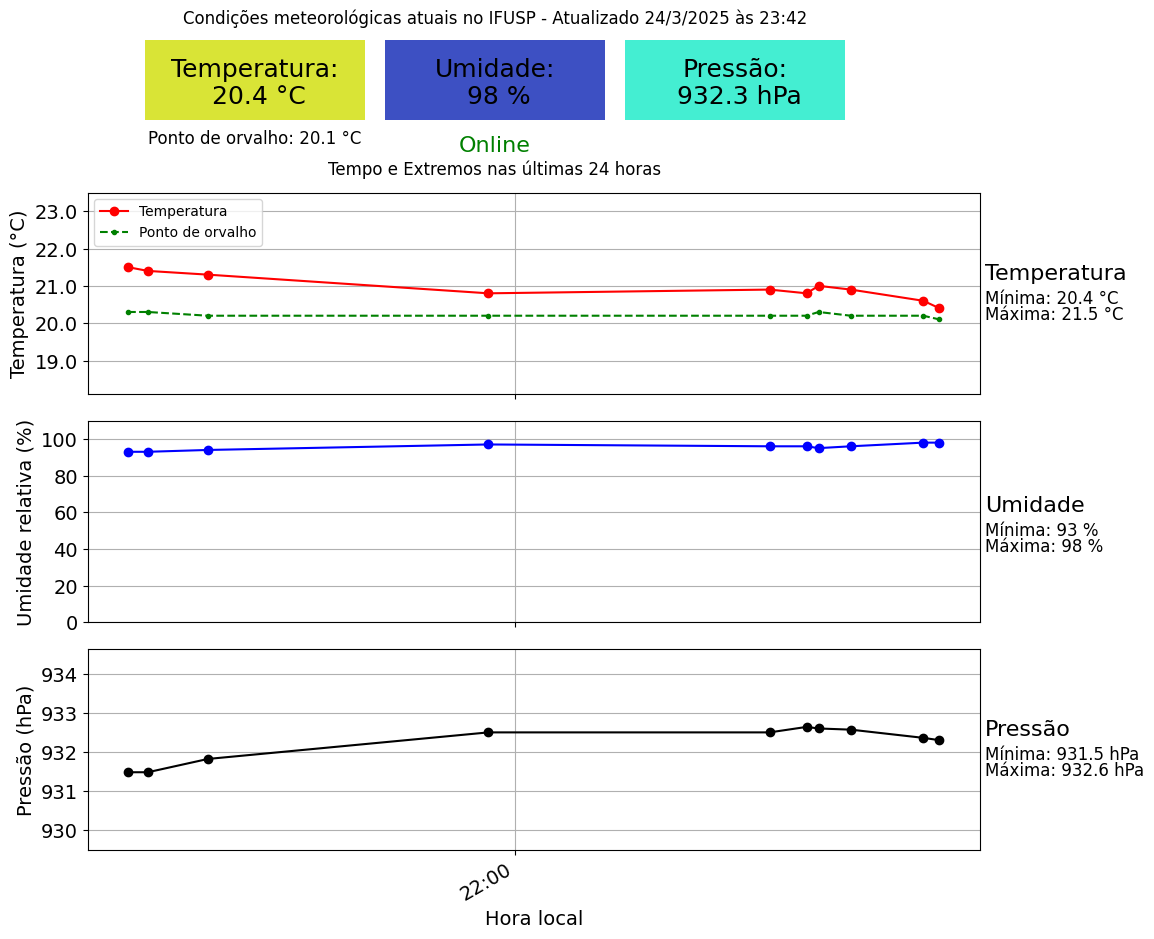 Condições meteorológicas atuais no IFUSP - Atualizado 24/3/2025 às 23:42
Temperatura:
20.4 °C
Umidade:
98 %
Pressão:
932.3 hPa
Ponto de orvalho: 20.1 °C
Online
Tempo e Extremos nas últimas 24 horas
Temperatura (°C)
23.0
22.0
21.0
20.0
19.0
Temperatura
Ponto de orvalho
Temperatura
Mínima: 20.4 °C
Máxima: 21.5 °C
Umidade relativa (%)
100
80
60
40
20
0
Umidade
Mínima: 93 %
Máxima: 98 %
Pressão (hPa)
934
933
932
931
930
Pressão
Mínima: 931.5 hPa
Máxima: 932.6 hPa
22:00
Hora local